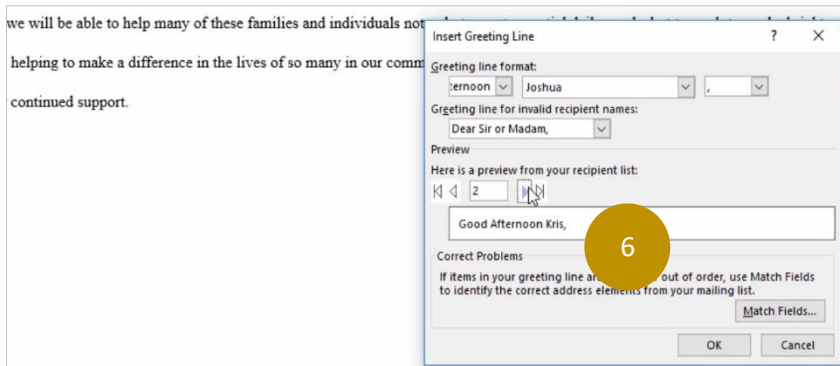 we will be able to help many of these families and individuals not
helping to make a difference in the lives of so many in our comm
continued support.
Insert Greeting Line ? ×
Greeting line format:
ernoon Joshua ,
Greeting line for invalid recipient names:
Dear Sir or Madam,
Preview
Here is a preview from your recipient list:
2
Good Afternoon Kris,
6
Correct Problems
If items in your greeting line are out of order, use Match Fields
to identify the correct address elements from your mailing list.
Match Fields...
OK Cancel